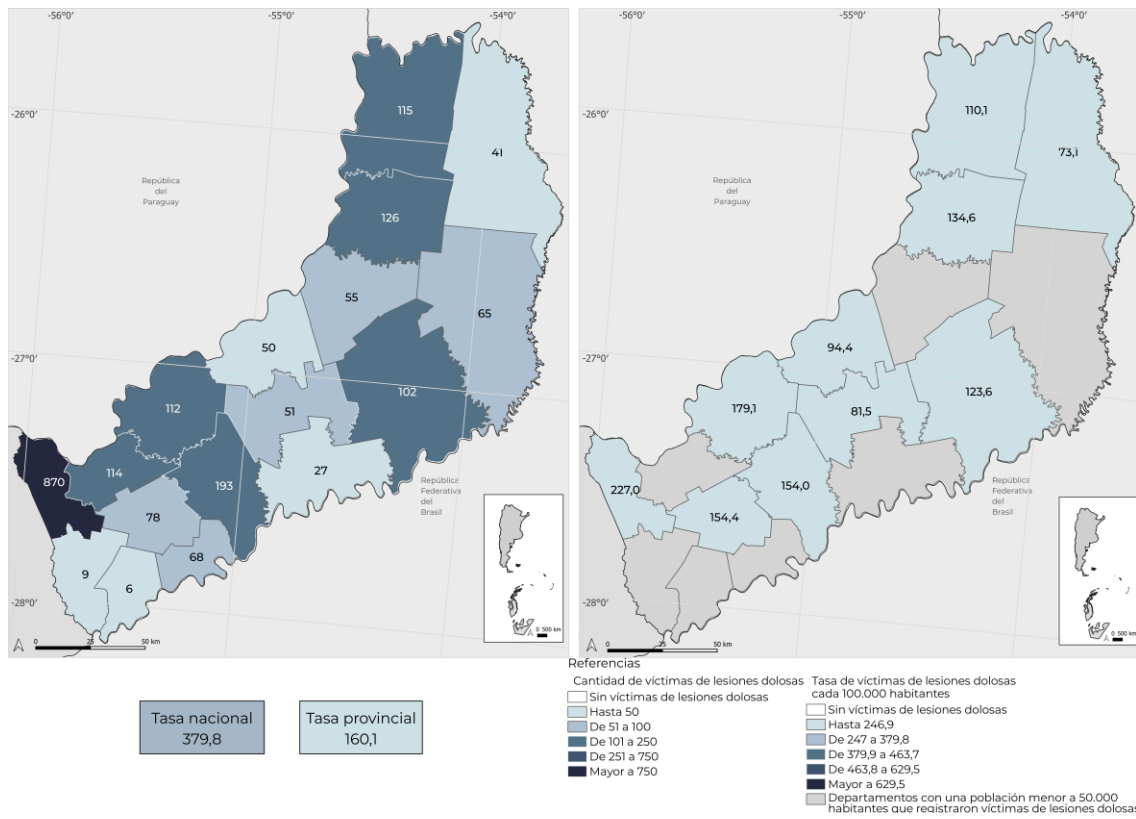 -56°0'
-55°0'
-54°0'
-26°0'
-27°0'
-28°0'
República
del
Paraguay
República
Federativa
del
Brasil
115
41
126
55
65
50
102
112
51
27
114
193
870
78
68
9
6
A
0 500 km
0 25 50 km
-56°0'
-55°0'
-54°0'
-26°0'
-27°0'
-28°0'
República
del
Paraguay
República
Federativa
del
Brasil
110,1
73,1
134,6
94,4
123,6
179,1
81,5
227,0
154,0
154,4
A
0 500 km
0 25 50 km
Tasa nacional
379,8
Tasa provincial
160,1
Referencias
Cantidad de víctimas de lesiones dolosas
Sin víctimas de lesiones dolosas
Hasta 50
De 51 a 100
De 101 a 250
De 251 a 750
Mayor a 750
Tasa de víctimas de lesiones dolosas
cada 100.000 habitantes
Sin víctimas de lesiones dolosas
Hasta 246,9
De 247 a 379,8
De 379,9 a 463,7
De 463,8 a 629,5
Mayor a 629,5
Departamentos con una población menor a 50.000
habitantes que registraron víctimas de lesiones dolosas